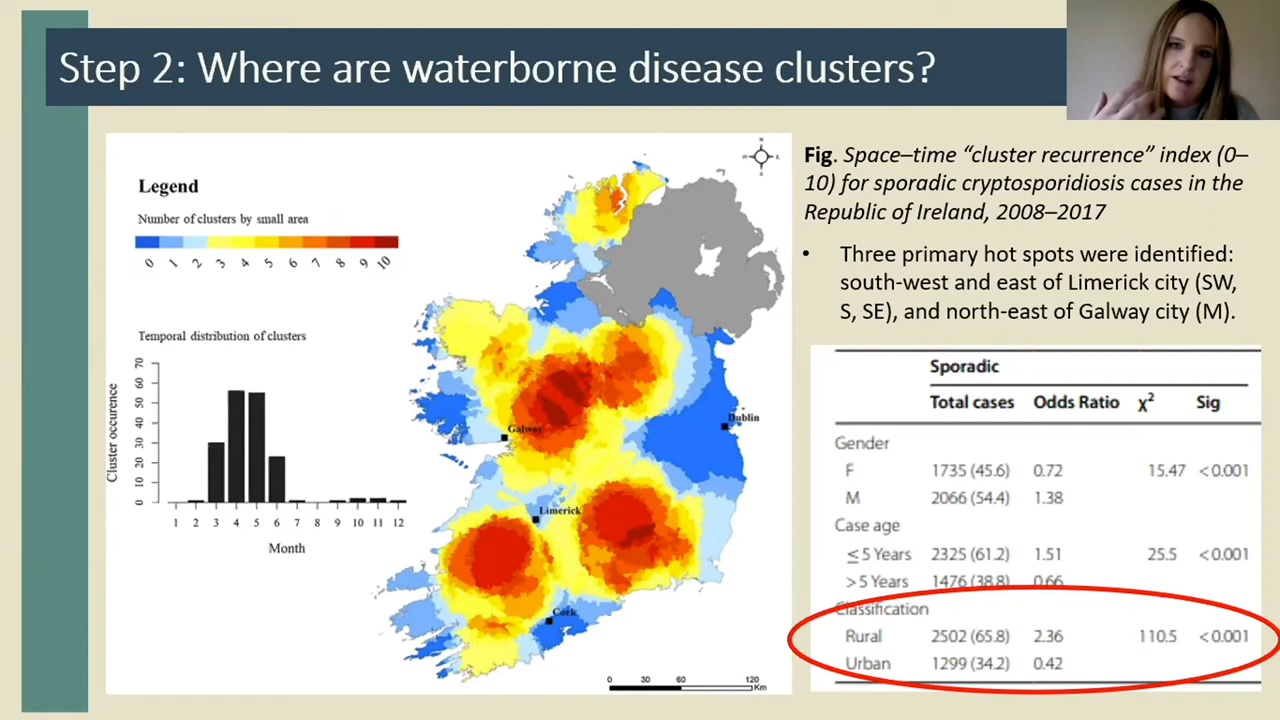 Step 2: Where are waterborne disease clusters?
Legend
Number of clusters by small area
0 1 2 3 4 5 6 7 8 9 10
Temporal distribution of clusters
Cluster occurence
70
60
50
40
30
20
10
0
1 2 3 4 5 6 7 8 9 10 11 12
Month
N
W E
S
Galway
Dublin
Limerick
Cork
0 30 60 120
Km
Fig. Space–time “cluster recurrence” index (0–
10) for sporadic cryptosporidiosis cases in the
Republic of Ireland, 2008–2017
• Three primary hot spots were identified:
south-west and east of Limerick city (SW,
S, SE), and north-east of Galway city (M).
Sporadic
Total cases Odds Ratio χ² Sig
Gender
F 1735 (45.6) 0.72 15.47 <0.001
M 2066 (54.4) 1.38
Case age
≤5 Years 2325 (61.2) 1.51 25.5 <0.001
>5 Years 1476 (38.8) 0.66
Classification
Rural 2502 (65.8) 2.36 110.5 <0.001
Urban 1299 (34.2) 0.42